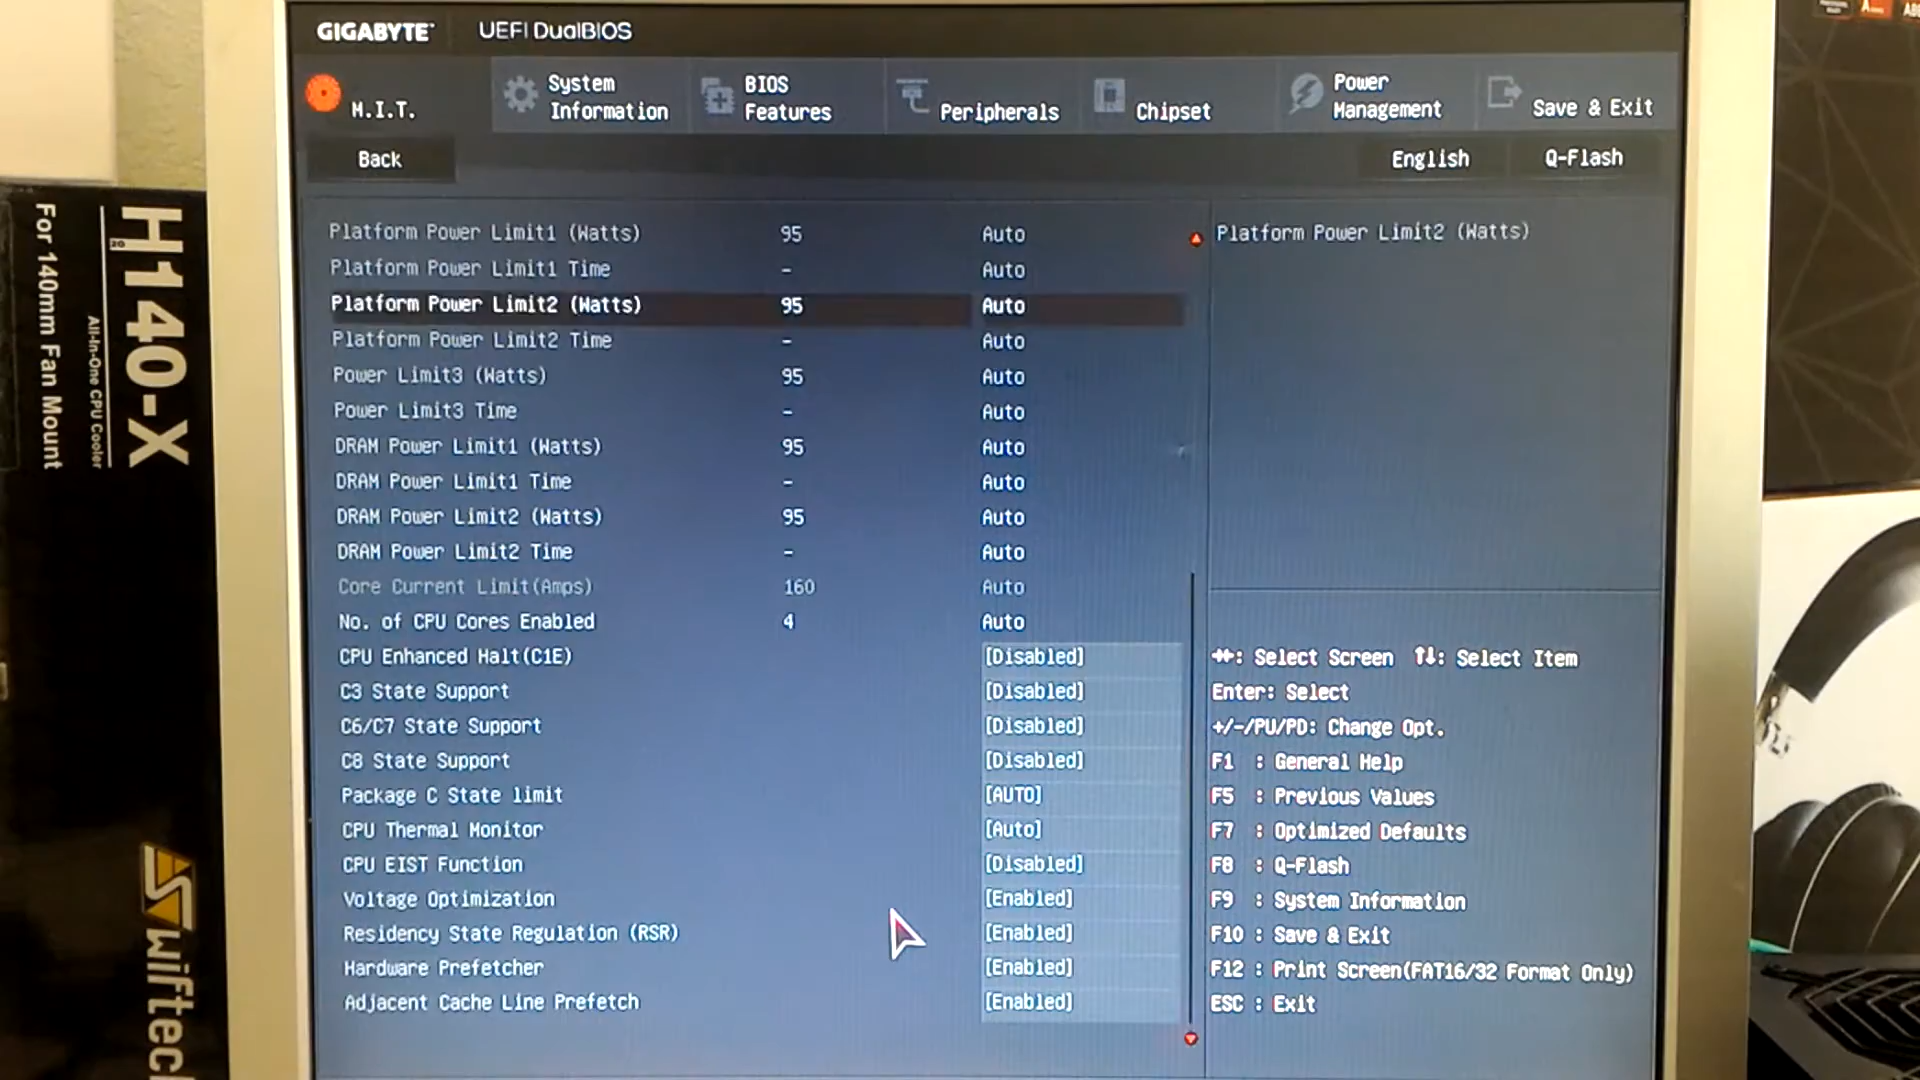 GIGABYTE UEFI DualBIOS
M.I.T.
System Information
BIOS Features
Peripherals
Chipset
Power Management
Save & Exit
Back
English
Q-Flash
Platform Power Limit1 (Watts) 95 Auto
Platform Power Limit1 Time - Auto
Platform Power Limit2 (Watts) 95 Auto
Platform Power Limit2 Time - Auto
Power Limit3 (Watts) 95 Auto
Power Limit3 Time - Auto
DRAM Power Limit1 (Watts) 95 Auto
DRAM Power Limit1 Time - Auto
DRAM Power Limit2 (Watts) 95 Auto
DRAM Power Limit2 Time - Auto
Core Current Limit(Amps) 160 Auto
No. of CPU Cores Enabled 4 Auto
CPU Enhanced Halt(C1E) [Disabled]
C3 State Support [Disabled]
C6/C7 State Support [Disabled]
C8 State Support [Disabled]
Package C State limit [AUTO]
CPU Thermal Monitor [Auto]
CPU EIST Function [Disabled]
Voltage Optimization [Enabled]
Residency State Regulation (RSR) [Enabled]
Hardware Prefetcher [Enabled]
Adjacent Cache Line Prefetch [Enabled]
Platform Power Limit2 (Watts)
→←: Select Screen ↑↓: Select Item
Enter: Select
+/-/PU/PD: Change Opt.
F1 : General Help
F5 : Previous Values
F7 : Optimized Defaults
F8 : Q-Flash
F9 : System Information
F10 : Save & Exit
F12 : Print Screen(FAT16/32 Format Only)
ESC : Exit
H140-X
All-In-One CPU Cooler
For 140mm Fan Mount
Swiftec